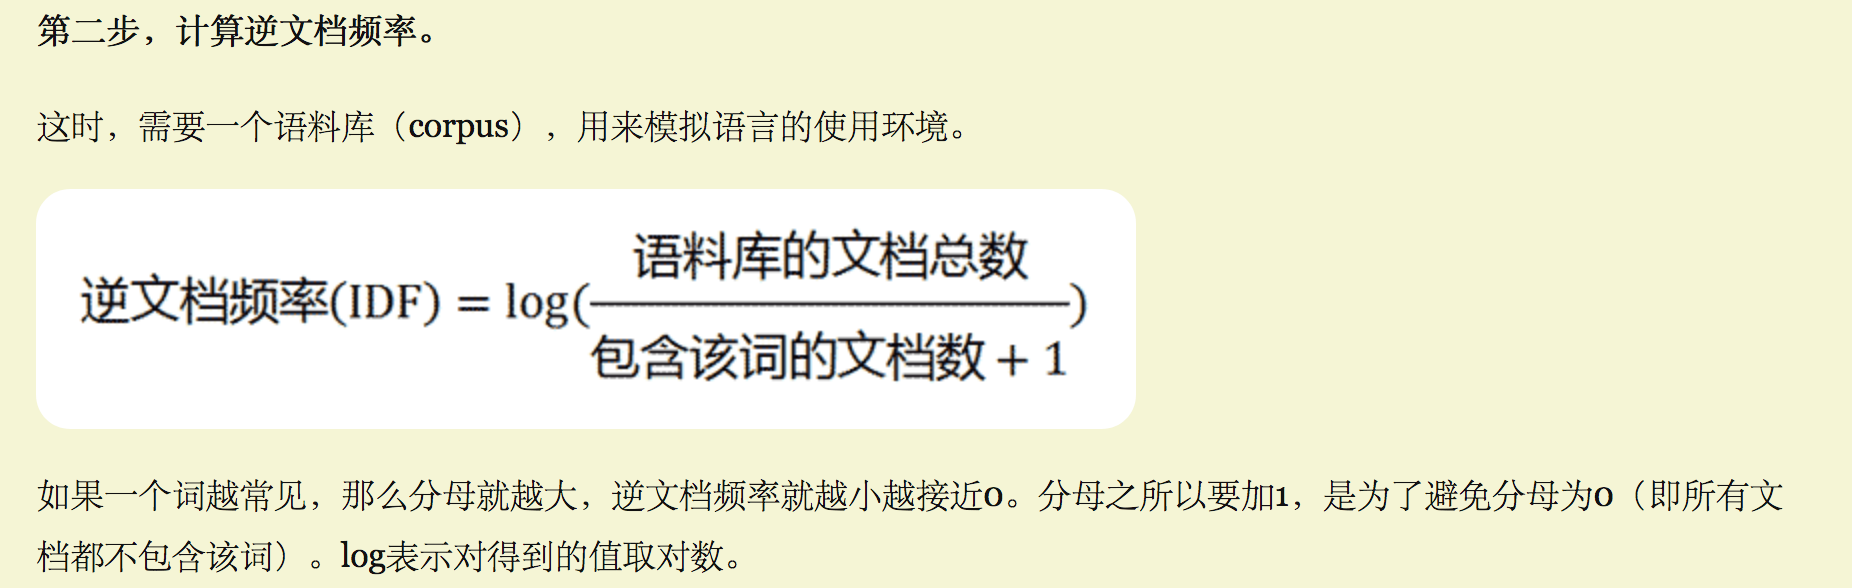 第二步，计算逆文档频率。
这时，需要一个语料库（corpus），用来模拟语言的使用环境。
语料库的文档总数
逆文档频率(IDF) = log(———)
包含该词的文档数 + 1
如果一个词越常见，那么分母就越大，逆文档频率就越小越接近0。分母之所以要加1，是为了避免分母为0（即所有文
档都不包含该词）。log表示对得到的值取对数。